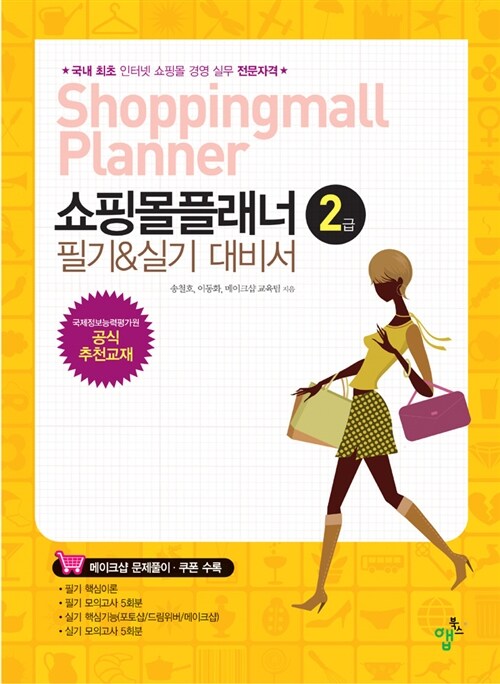 ★ 국내 최초 인터넷 쇼핑몰 경영 실무 전문자격 ★
Shoppingmall
Planner
쇼핑몰플래너 2급
필기&실기 대비서
송철호, 이동화, 메이크샵 교육팀 지음
국제정보능력평가원
공식
추천교재
메이크샵 문제풀이 · 쿠폰 수록
• 필기 핵심이론
• 필기 모의고사 5회분
• 실기 핵심기능(포토샵/드림위버/메이크샵)
• 실기 모의고사 5회분
앱북스